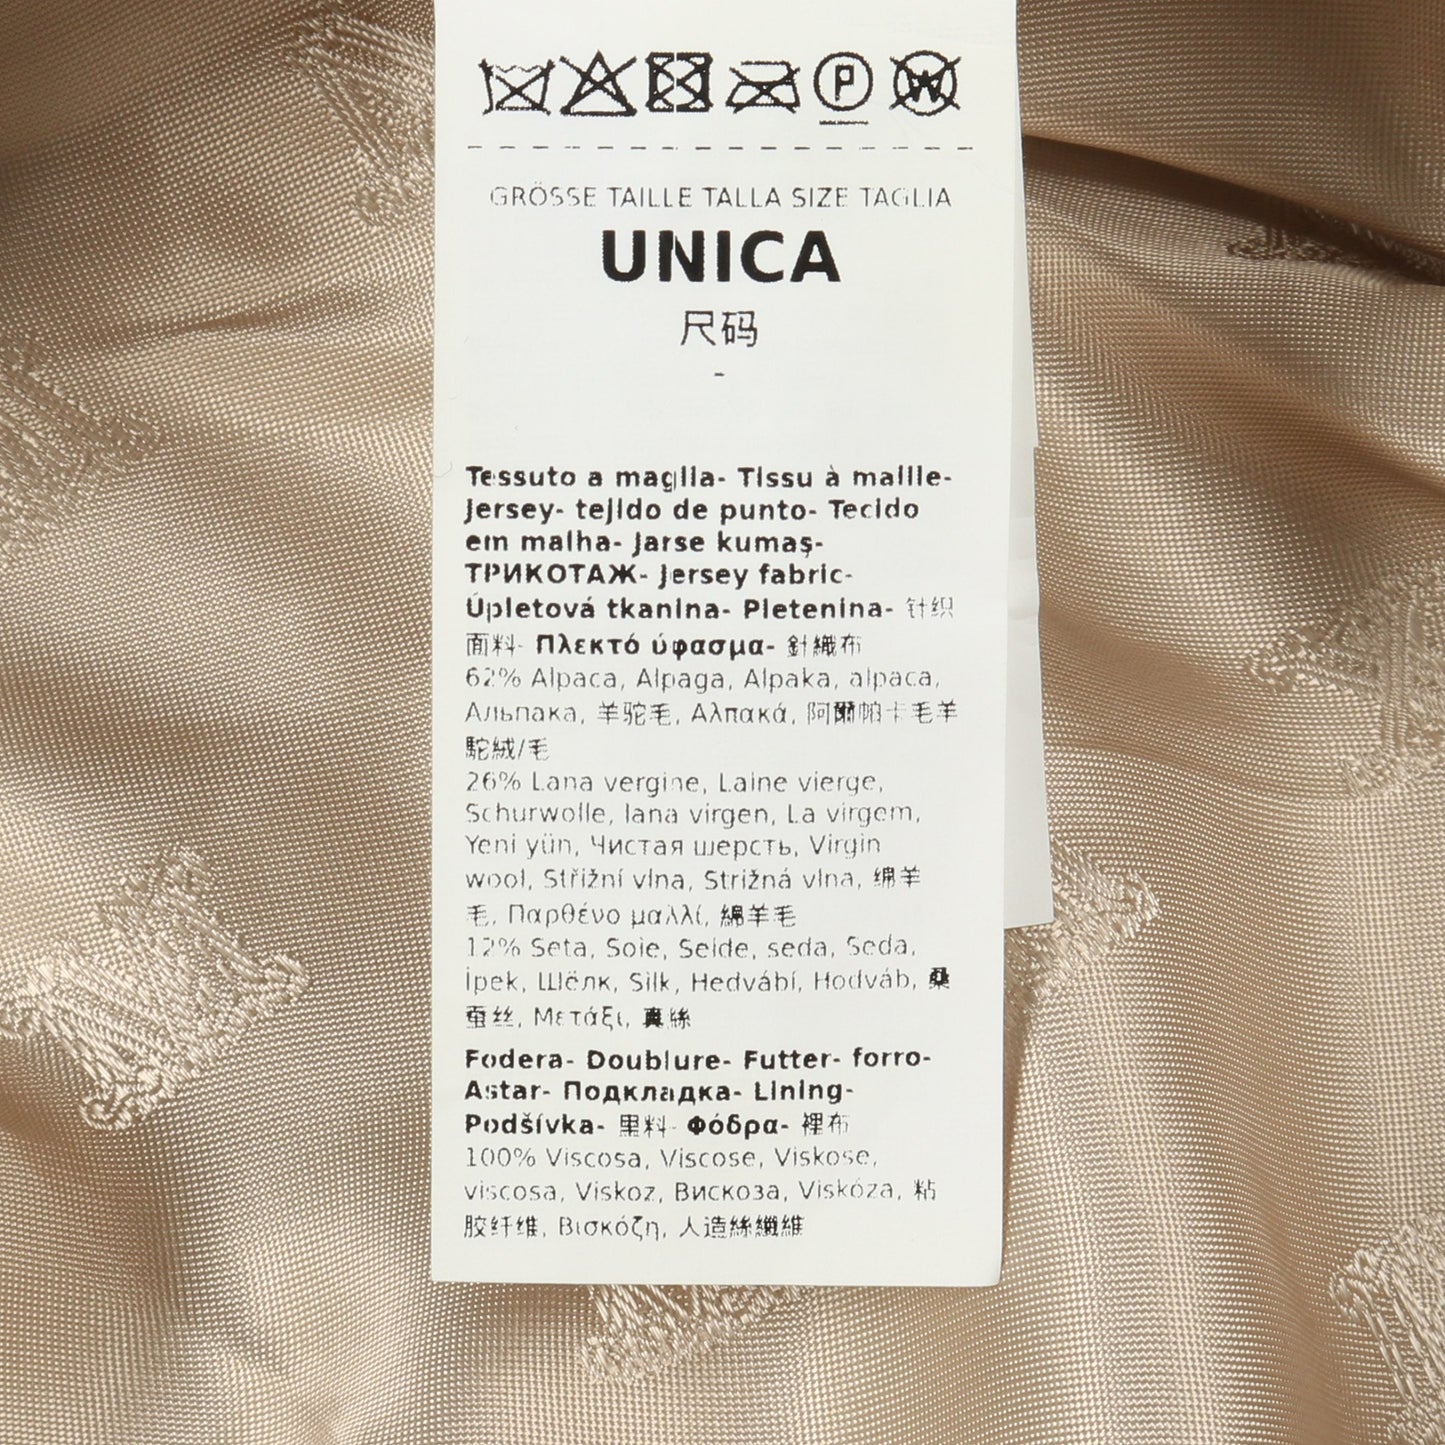 P
W
GRÖSSE TAILLE TALLA SIZE TAGLIA
UNICA
尺码
-
Tessuto a maglia- Tissu à maille-
Jersey- tejido de punto- Tecido
em malha- Jarse kumaş-
ТРИКОТАЖ- Jersey fabric-
Úpletová tkanina- Pletenina- 针织
面料- Πλεκτό ύφασμα- 針織布
62% Alpaca, Alpaga, Alpaka, alpaca,
Альпака, 羊驼毛, Αλπακά, 阿爾帕卡毛羊
駝絨/毛
26% Lana vergine, Laine vierge,
Schurwolle, lana virgen, La virgem,
Yeni yün, Чистая шерсть, Virgin
wool, Střižní vlna, Strižná vlna, 绵羊
毛, Παρθένο μαλλί, 綿羊毛
12% Seta, Soie, Seide, seda, Seda,
İpek, Шёлк, Silk, Hedvábí, Hodváb, 桑
蚕丝, Μετάξι, 真絲
Fodera- Doublure- Futter- forro-
Astar- Подкладка- Lining-
Podšívka- 里料- Φόδρα- 裡布
100% Viscosa, Viscose, Viskose,
viscosa, Viskoz, Вискоза, Viskóza, 粘
胶纤维, Βισκόζη, 人造絲纖維